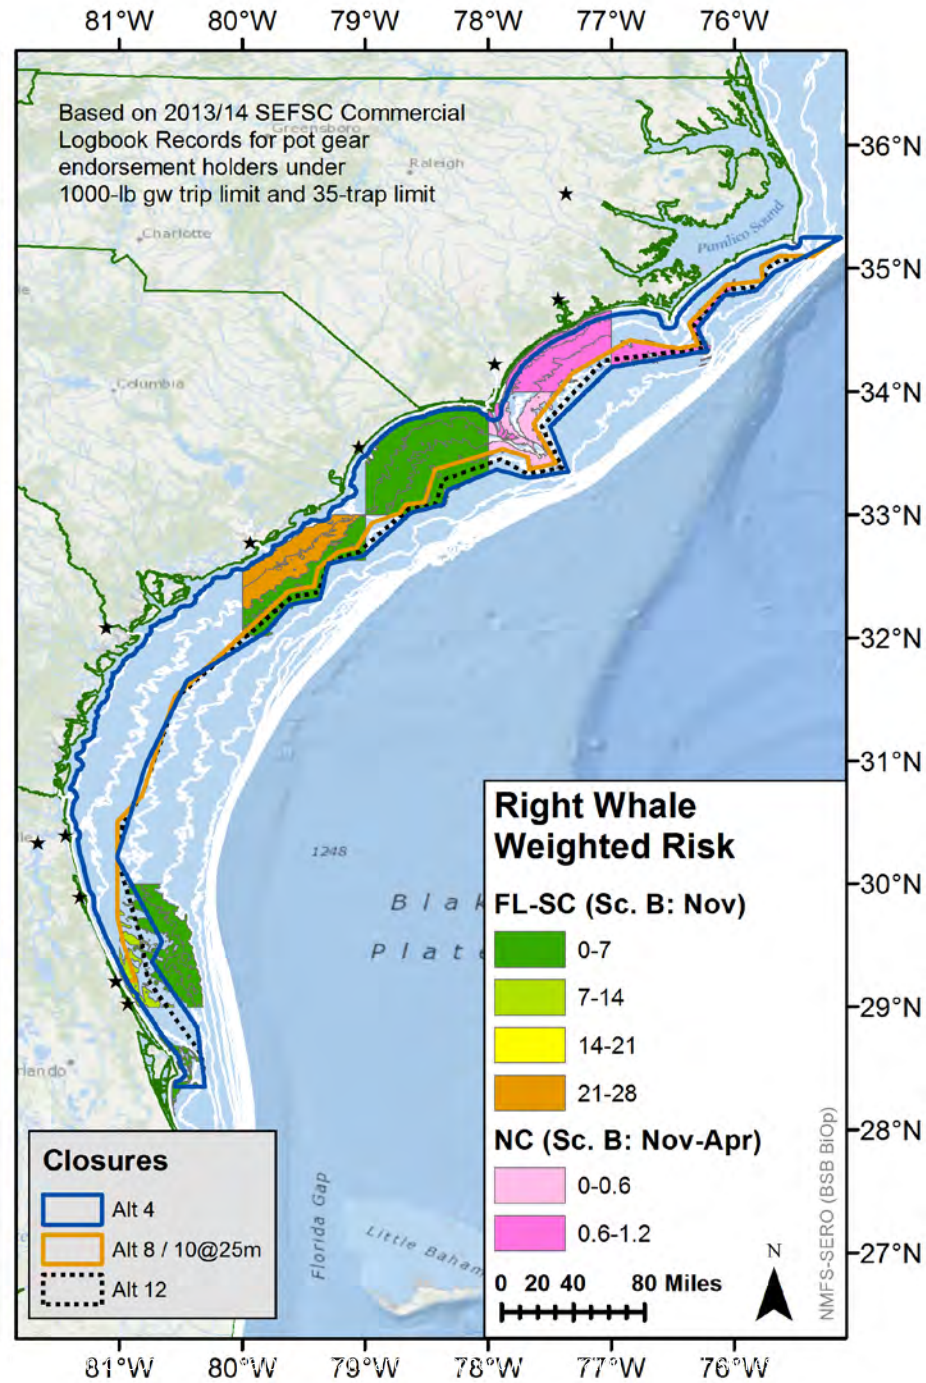 81°W 80°W 79°W 78°W 77°W 76°W
Based on 2013/14 SEFSC Commercial
Logbook Records for pot gear
endorsement holders under
1000-lb gw trip limit and 35-trap limit
Greensboro
Raleigh
Charlotte
Columbia
Pamlico Sound
36°N
35°N
34°N
33°N
32°N
31°N
30°N
29°N
28°N
27°N
1248
Blak
Plate
Florida Gap
Little Baham
rlando
Right Whale
Weighted Risk
FL-SC (Sc. B: Nov)
0-7
7-14
14-21
21-28
NC (Sc. B: Nov-Apr)
0-0.6
0.6-1.2
0 20 40 80 Miles
N
NMFS-SERO (BSB BiOp)
Closures
Alt 4
Alt 8 / 10@25m
Alt 12
81°W 80°W 79°W 78°W 77°W 76°W